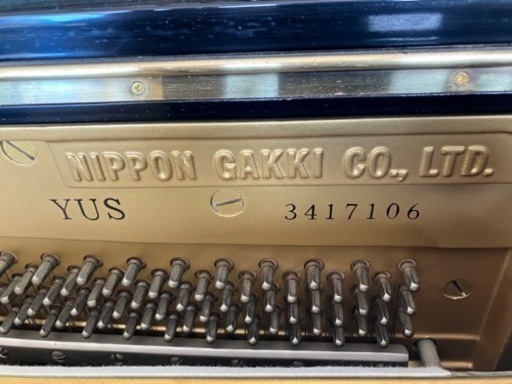 NIPPON GAKKI CO., LTD.
YUS 3417106